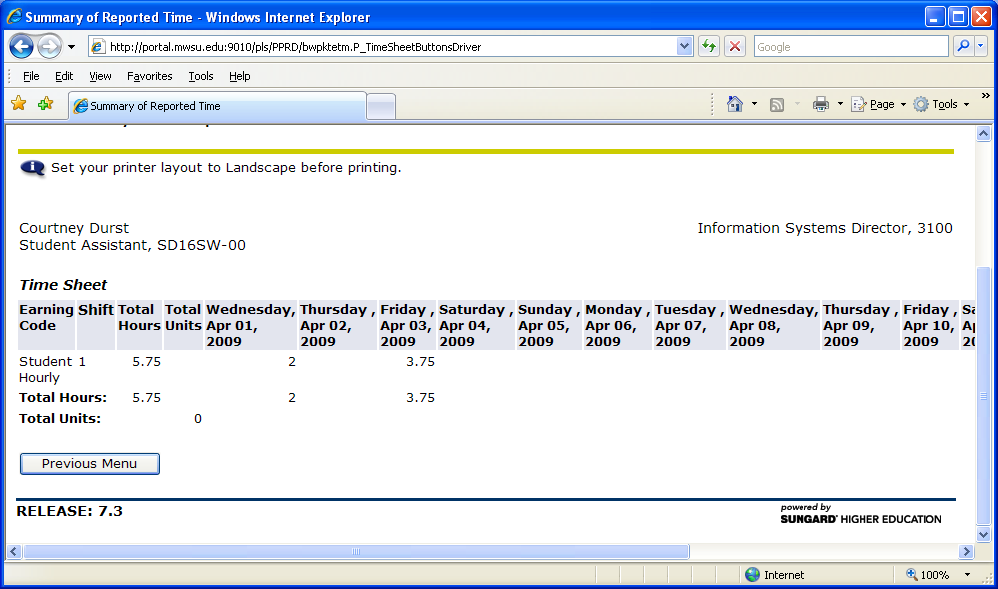 Summary of Reported Time - Windows Internet Explorer
http://portal.mwsu.edu:9010/pls/PPRD/bwpktetm.P_TimeSheetButtonsDriver
Google
File Edit View Favorites Tools Help
Summary of Reported Time
Page Tools »
Set your printer layout to Landscape before printing.
Courtney Durst Information Systems Director, 3100
Student Assistant, SD16SW-00
Time Sheet
Earning Shift Total Total Wednesday, Thursday , Friday , Saturday , Sunday , Monday , Tuesday , Wednesday, Thursday , Friday ,
Code Hours Units Apr 01, Apr 02, Apr 03, Apr 04, Apr 05, Apr 06, Apr 07, Apr 08, Apr 09, Apr 10,
2009 2009 2009 2009 2009 2009 2009 2009 2009 2009
Student 1 5.75 2 3.75
Hourly
Total Hours: 5.75 2 3.75
Total Units: 0
Previous Menu
RELEASE: 7.3
powered by
SUNGARD' HIGHER EDUCATION
Internet 100%